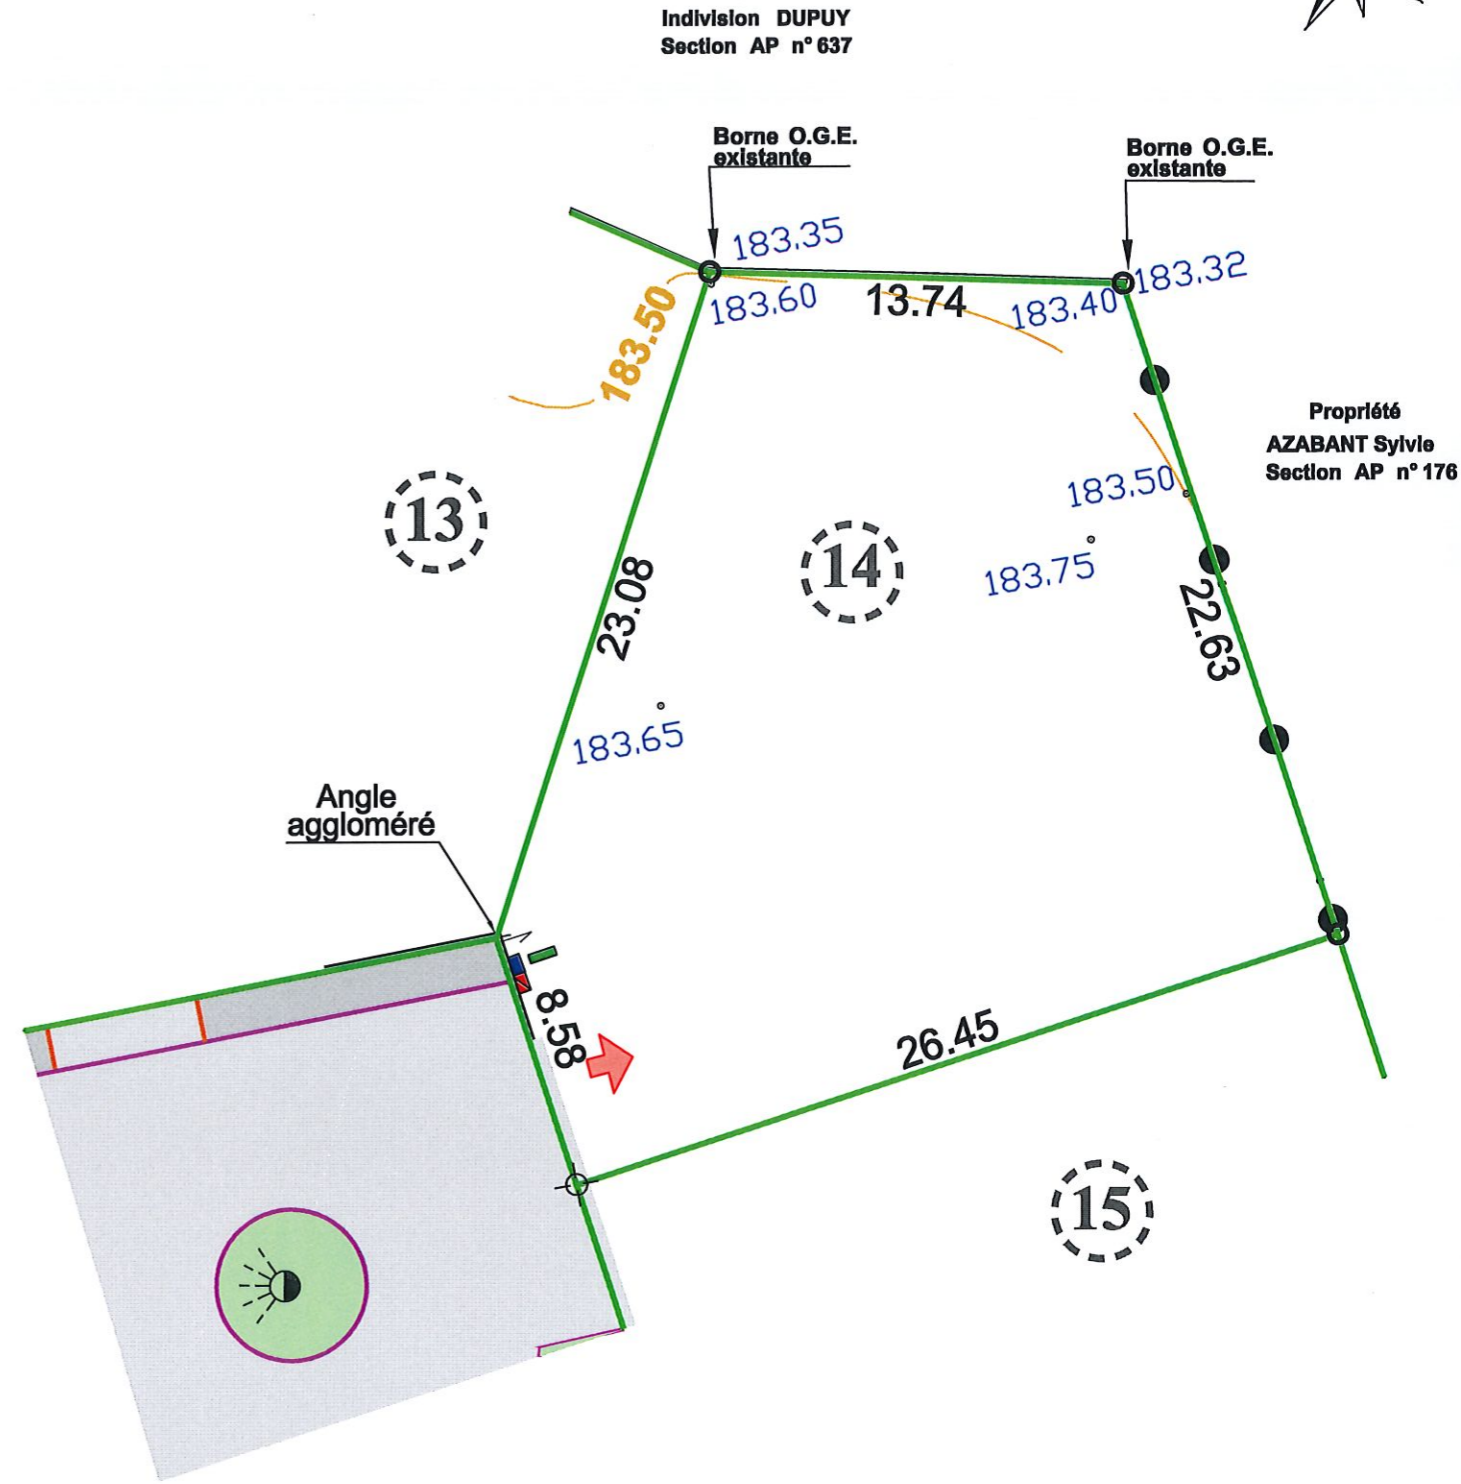 Indivision DUPUY
Section AP n° 637
Borne O.G.E.
existante
Borne O.G.E.
existante
183.35
183.32
183.60
13.74
183.40
183.50
Propriété
AZABANT Sylvie
Section AP n° 176
183.50
13
14
183.75
23.08
22.63
183.65
Angle
aggloméré
8.58
26.45
15